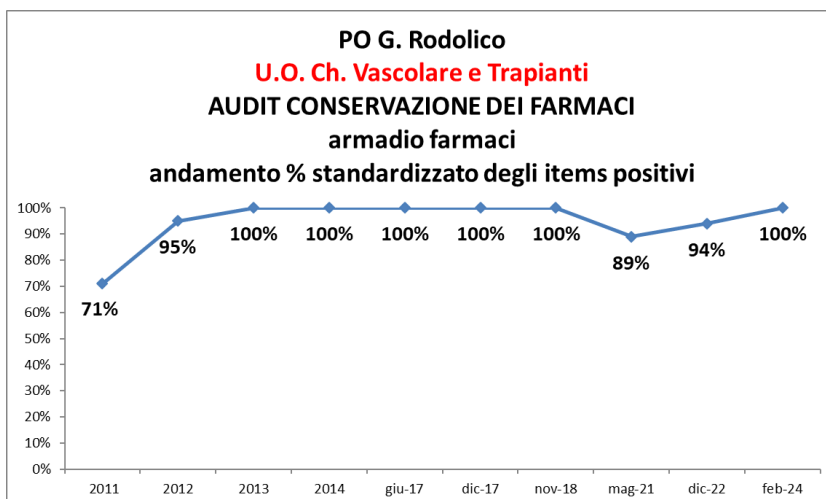 PO G. Rodolico
U.O. Ch. Vascolare e Trapianti
AUDIT CONSERVAZIONE DEI FARMACI
armadio farmaci
andamento % standardizzato degli items positivi
100%
90%
80%
70%
60%
50%
40%
30%
20%
10%
0%
71%
95%
100%
100%
100%
100%
100%
89%
94%
100%
2011
2012
2013
2014
giu-17
dic-17
nov-18
mag-21
dic-22
feb-24